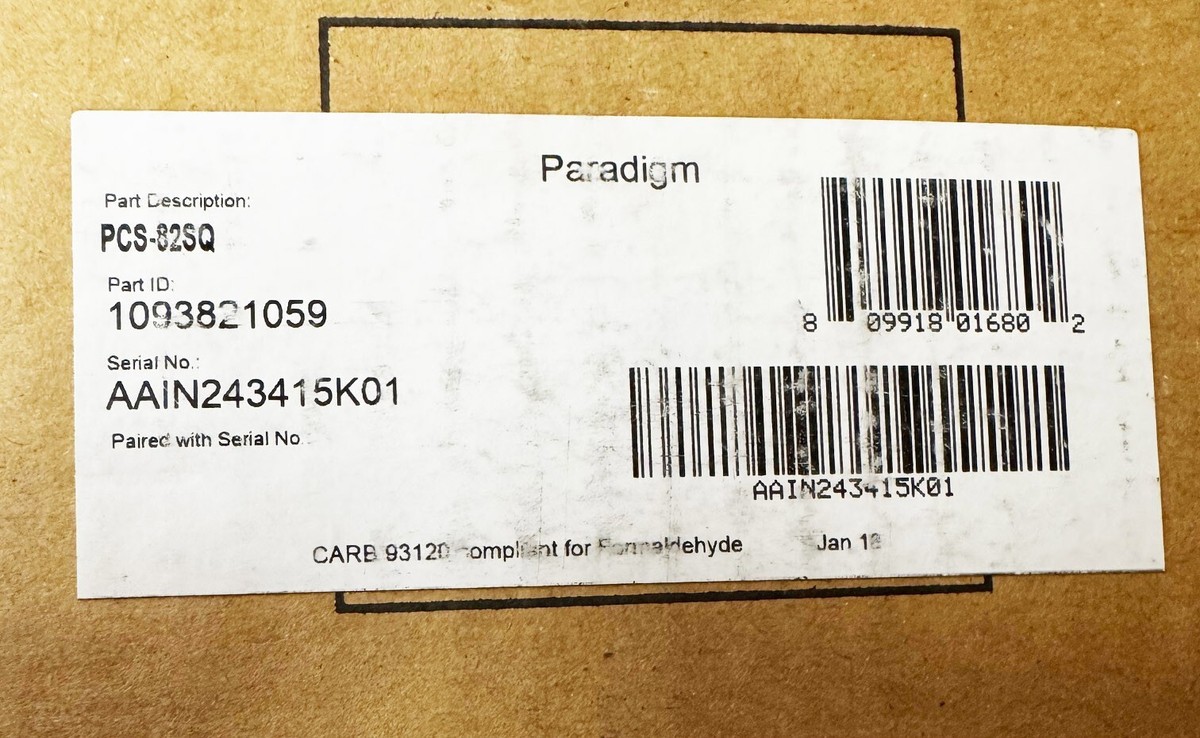 Paradigm
Part Description:
PCS-82SQ
Part ID:
1093821059
Serial No.:
AAIN243415K01
Paired with Serial No.:
8 09918 01680 2
AAIN243415K01
CARB 93120 compliant for Formaldehyde
Jan